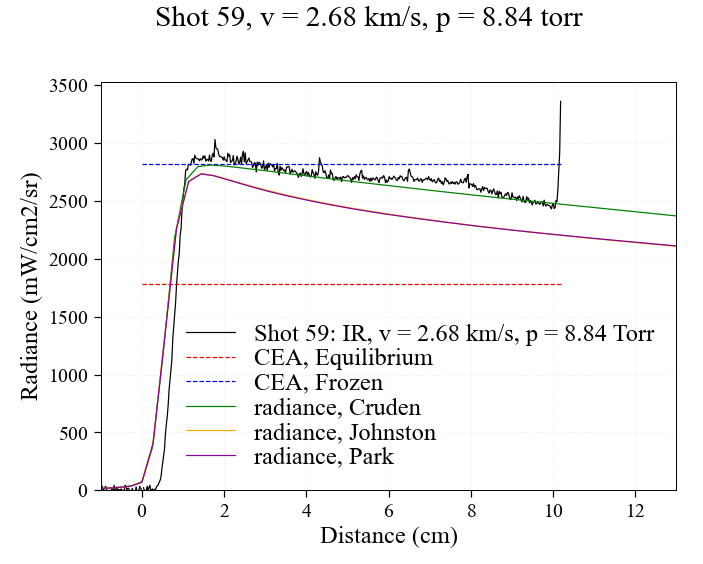 Shot 59, v = 2.68 km/s, p = 8.84 torr
3500
3000
2500
2000
1500
1000
500
0
Radiance (mW/cm2/sr)
Shot 59: IR, v = 2.68 km/s, p = 8.84 Torr
CEA, Equilibrium
CEA, Frozen
radiance, Cruden
radiance, Johnston
radiance, Park
0 2 4 6 8 10 12
Distance (cm)